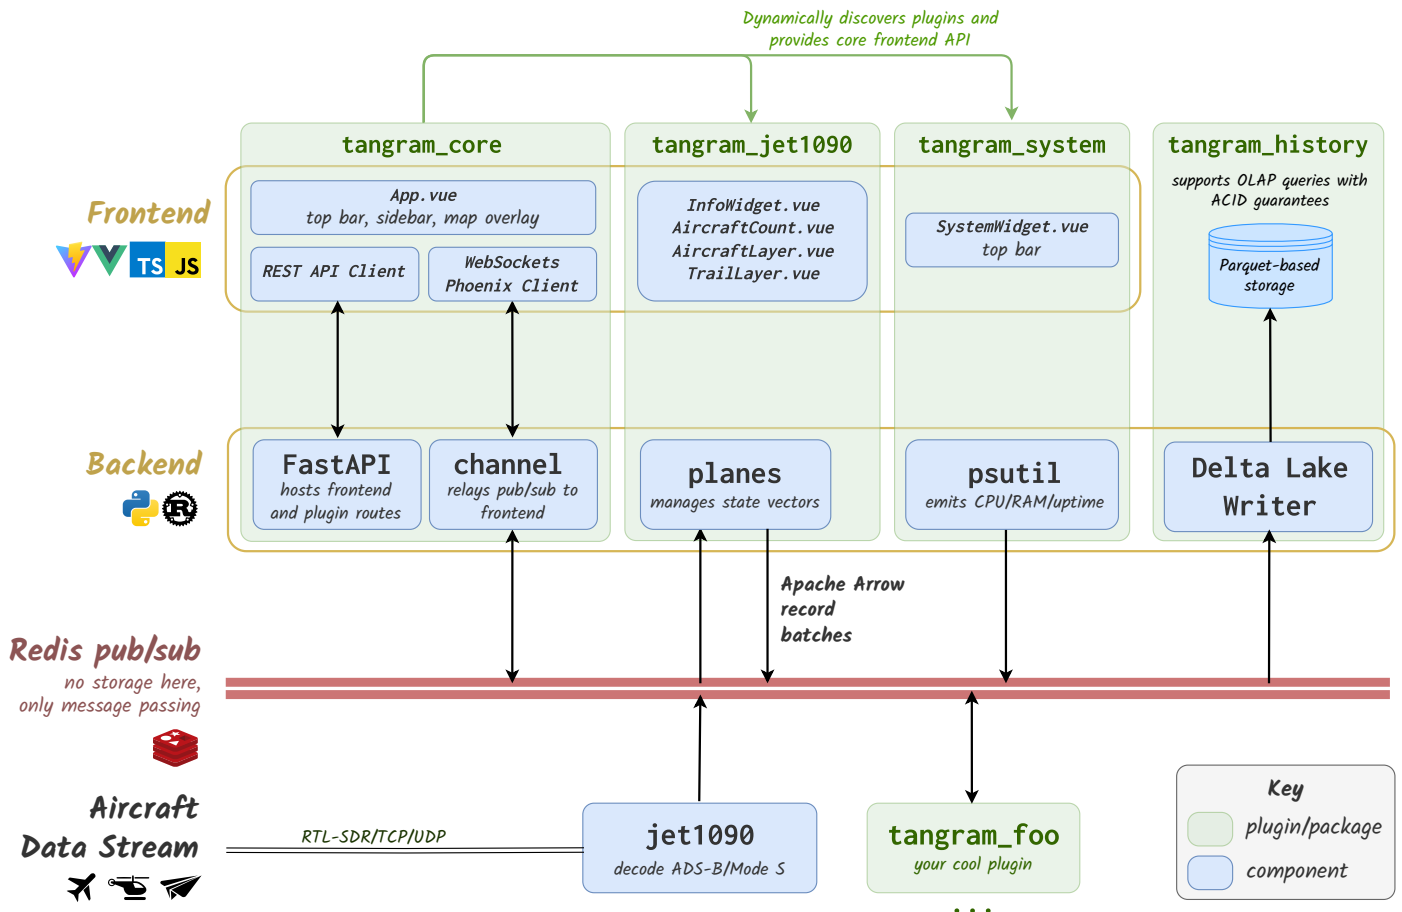 Dynamically discovers plugins and
provides core frontend API
tangram_core
tangram_jet1090
tangram_system
tangram_history
Frontend
TS
JS
App.vue
top bar, sidebar, map overlay
REST API Client
WebSockets
Phoenix Client
InfoWidget.vue
AircraftCount.vue
AircraftLayer.vue
TrailLayer.vue
SystemWidget.vue
top bar
supports OLAP queries with
ACID guarantees
Parquet-based
storage
Backend
R
FastAPI
hosts frontend
and plugin routes
channel
relays pub/sub to
frontend
planes
manages state vectors
psutil
emits CPU/RAM/uptime
Delta Lake
Writer
Apache Arrow
record
batches
Redis pub/sub
no storage here,
only message passing
Aircraft
Data Stream
RTL-SDR/TCP/UDP
jet1090
decode ADS-B/Mode S
tangram_foo
your cool plugin
...
Key
plugin/package
component